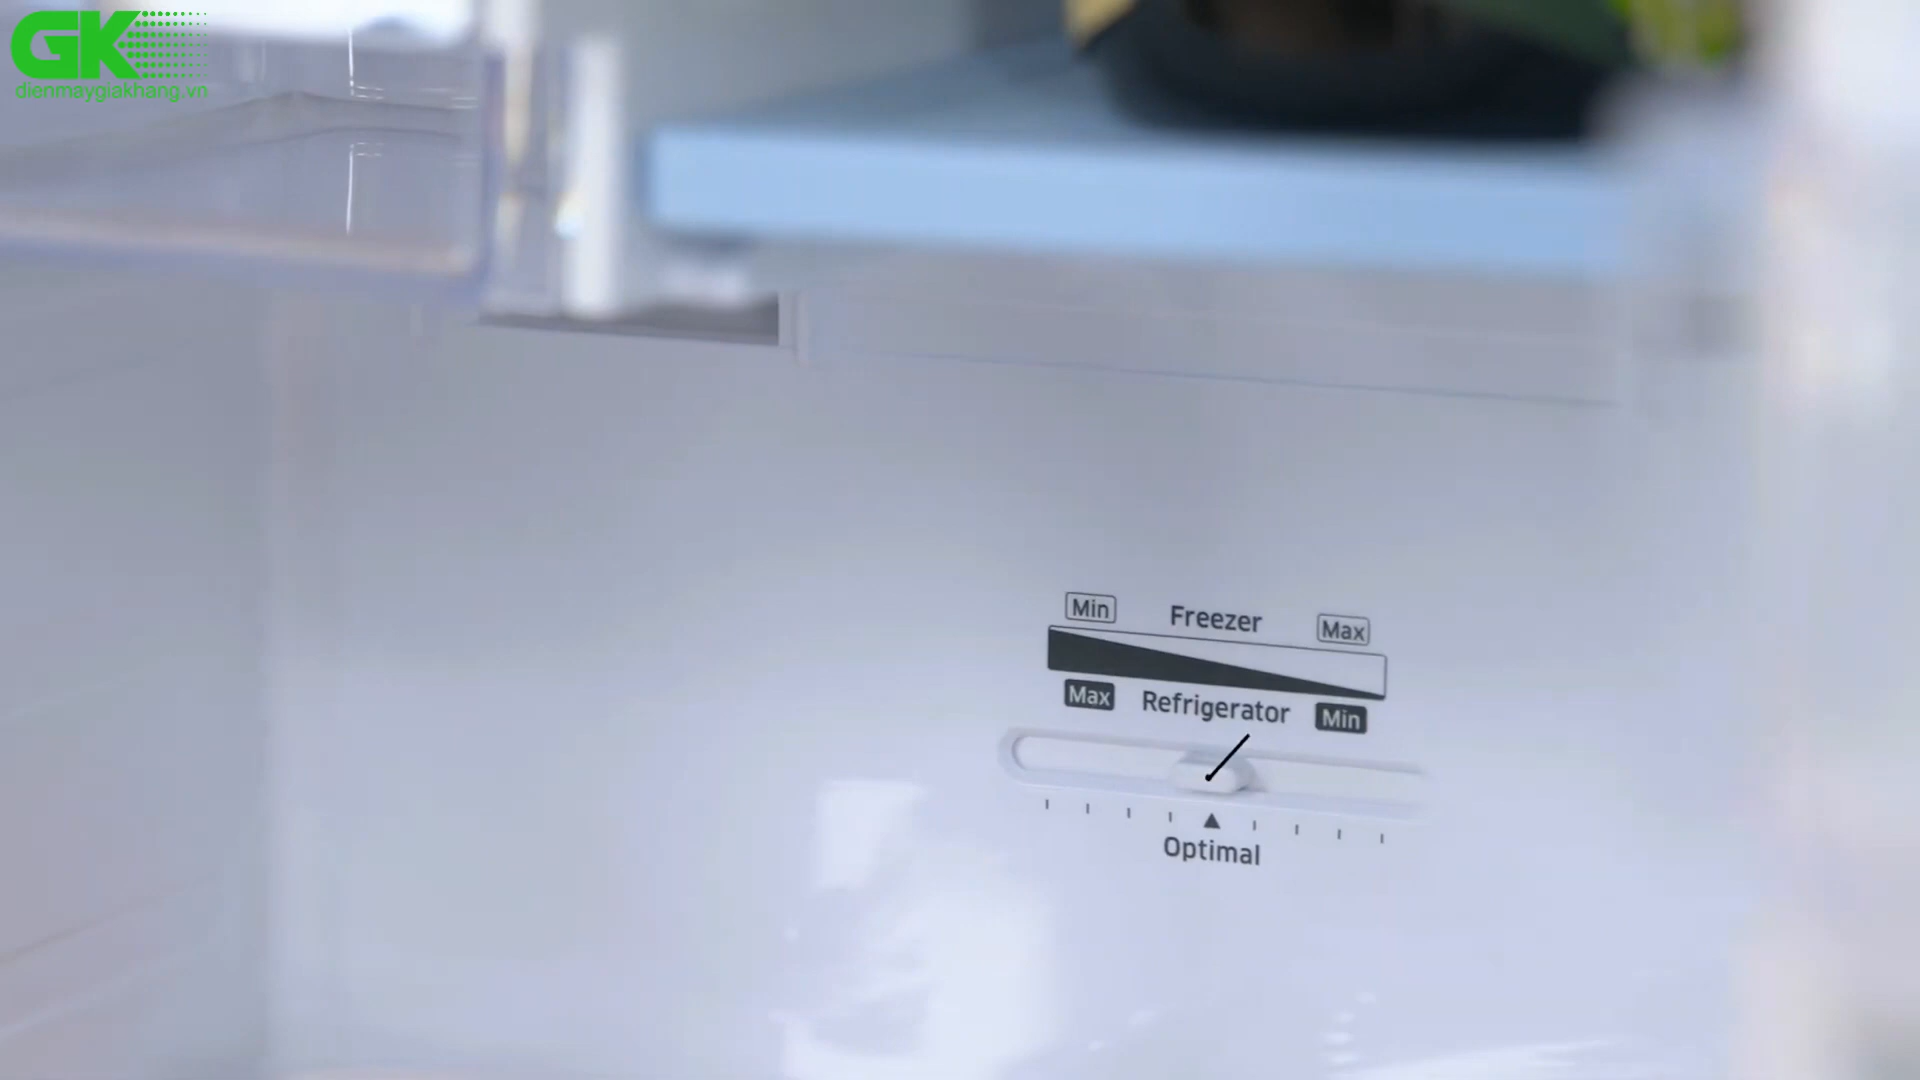 GK
dienmaygiakhang.vn
Min Freezer Max
Max Refrigerator Min
Optimal